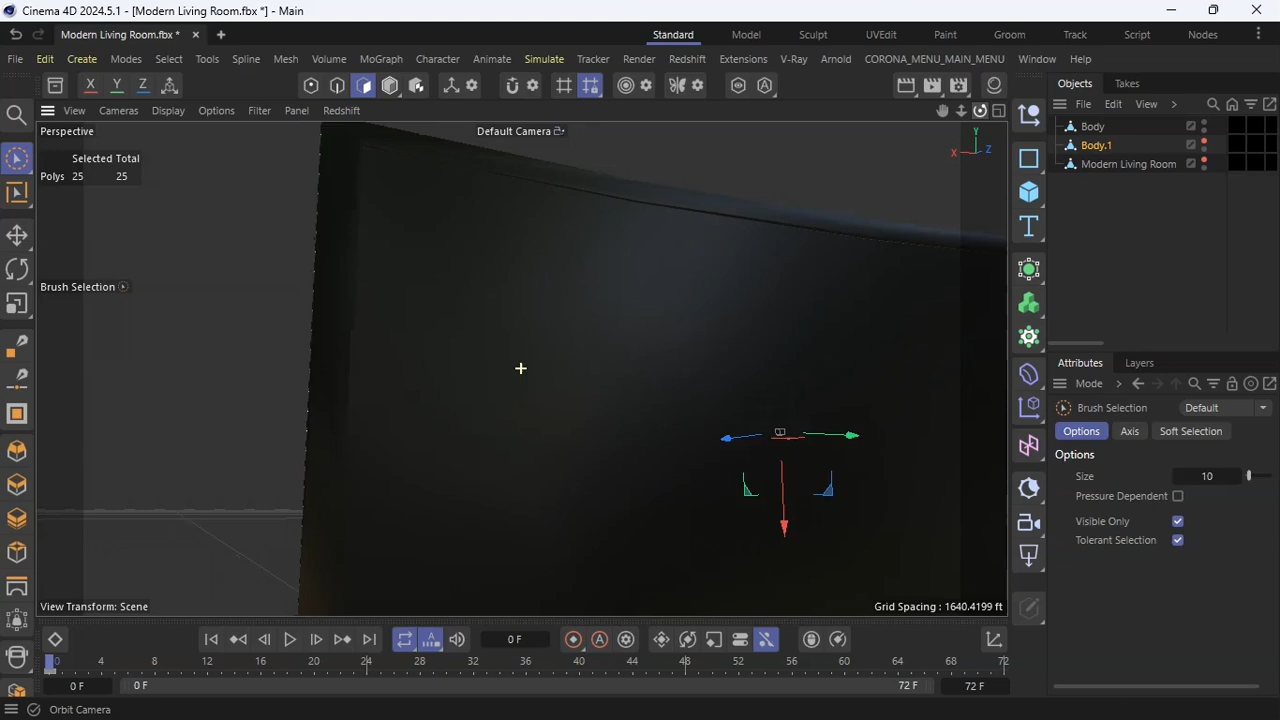 Cinema 4D 2024.5.1 - [Modern Living Room.fbx *] - Main
Modern Living Room.fbx *
Standard Model Sculpt UVEdit Paint Groom Track Script Nodes
File Edit Create Modes Select Tools Spline Mesh Volume MoGraph Character Animate Simulate Tracker Render Redshift Extensions V-Ray Arnold CORONA_MENU_MAIN_MENU Window Help
X Y Z
Objects Takes
View Cameras Display Options Filter Panel Redshift
File Edit View
Perspective
Default Camera
Y
X Z
Selected Total
Polys 25 25
Body
Body.1
Modern Living Room
Brush Selection
Attributes Layers
Mode
Brush Selection Default
Options Axis Soft Selection
Options
Size 10
Pressure Dependent
Visible Only
Tolerant Selection
View Transform: Scene
Grid Spacing : 1640.4199 ft
0 F
0 4 8 12 16 20 24 28 32 36 40 44 48 52 56 60 64 68 72
0 F 0 F 72 F 72 F
Orbit Camera